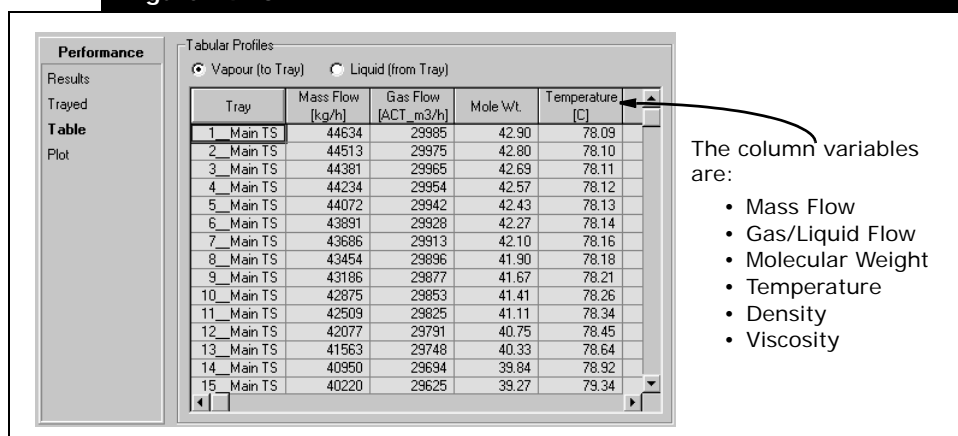 Performance
Results
Trayed
Table
Plot
Tabular Profiles
Vapour (to Tray) Liquid (from Tray)
Tray Mass Flow [kg/h] Gas Flow [ACT_m3/h] Mole Wt. Temperature [C]
1__Main TS 44634 29985 42.90 78.09
2__Main TS 44513 29975 42.80 78.10
3__Main TS 44381 29965 42.69 78.11
4__Main TS 44234 29954 42.57 78.12
5__Main TS 44072 29942 42.43 78.13
6__Main TS 43891 29928 42.27 78.14
7__Main TS 43686 29913 42.10 78.16
8__Main TS 43454 29896 41.90 78.18
9__Main TS 43186 29877 41.67 78.21
10__Main TS 42875 29853 41.41 78.26
11__Main TS 42509 29825 41.11 78.34
12__Main TS 42077 29791 40.75 78.45
13__Main TS 41563 29748 40.33 78.64
14__Main TS 40950 29694 39.84 78.92
15__Main TS 40220 29625 39.27 79.34
The column variables
are:
• Mass Flow
• Gas/Liquid Flow
• Molecular Weight
• Temperature
• Density
• Viscosity